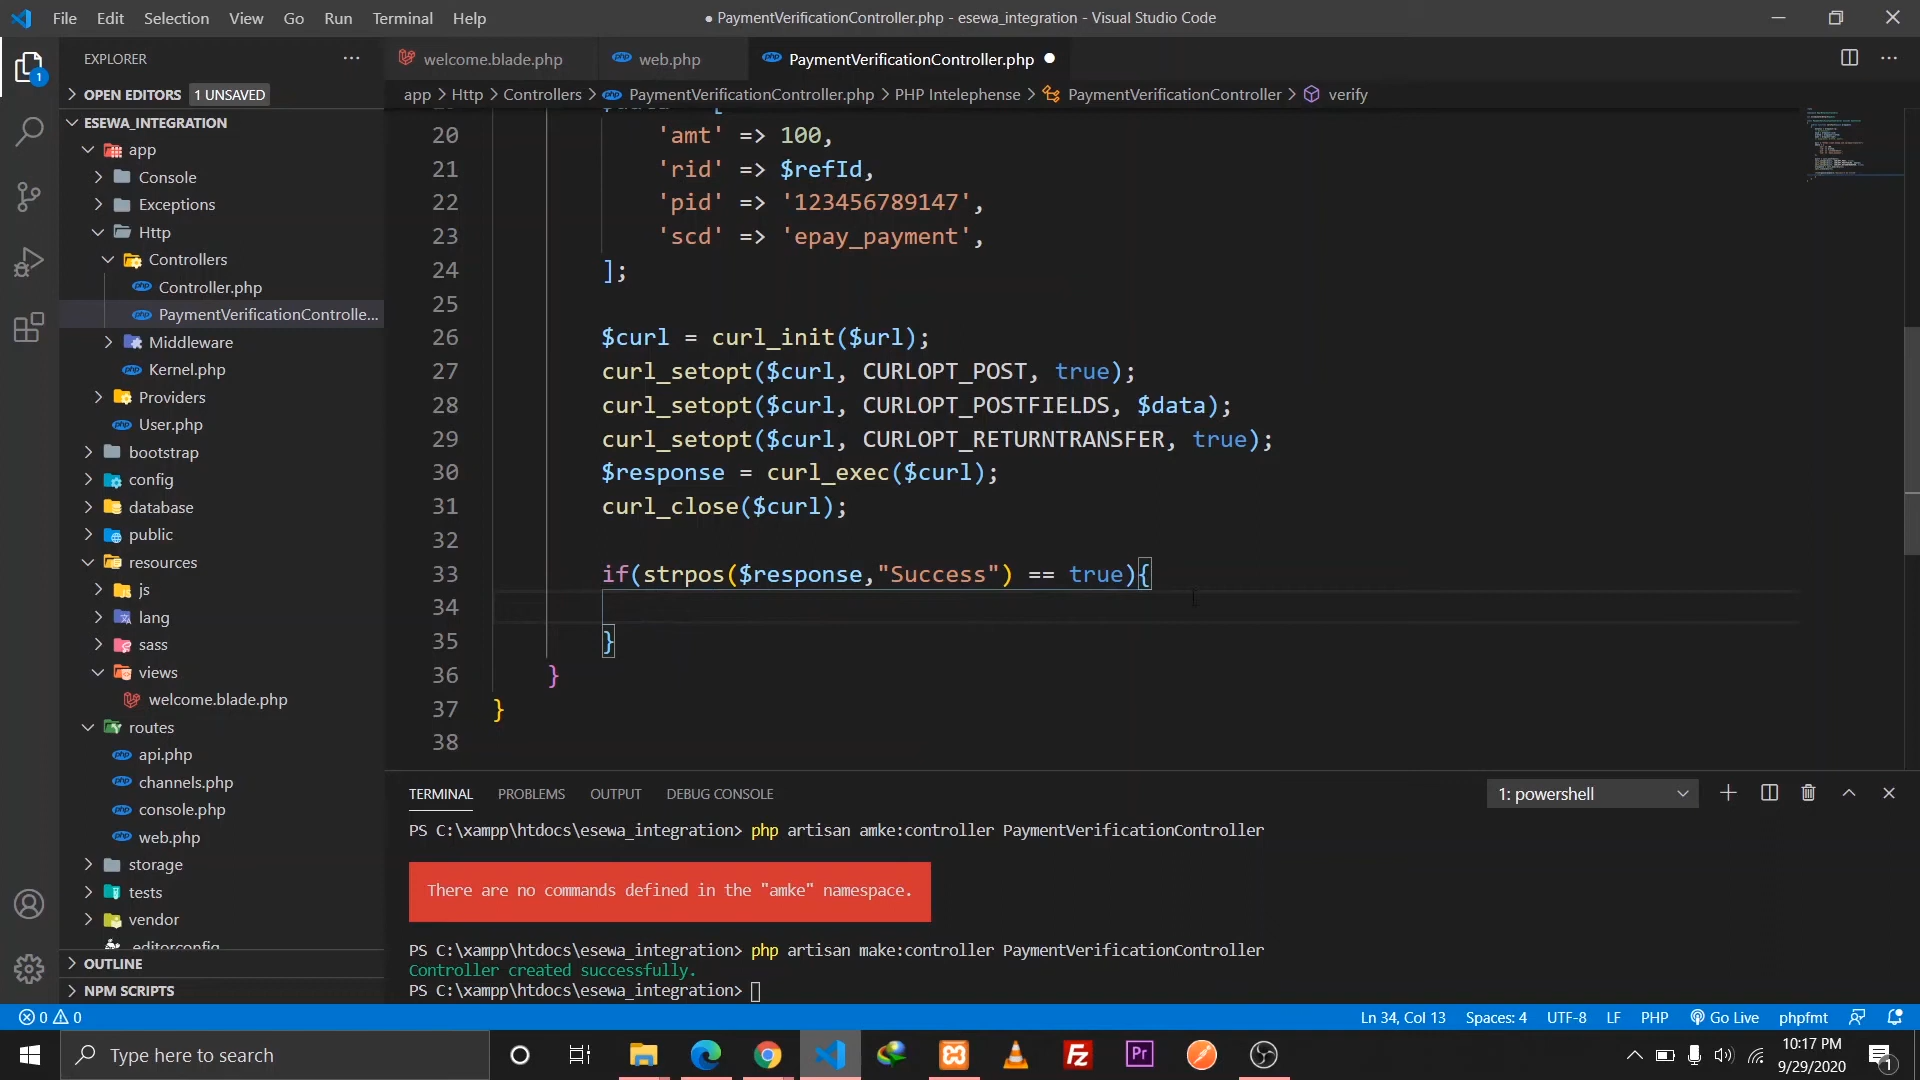 File Edit Selection View Go Run Terminal Help
● PaymentVerificationController.php - esewa_integration - Visual Studio Code
EXPLORER
OPEN EDITORS 1 UNSAVED
ESEWA_INTEGRATION
app
Console
Exceptions
Http
Controllers
Controller.php
PaymentVerificationControlle...
Middleware
Kernel.php
Providers
User.php
bootstrap
config
database
public
resources
js
lang
sass
views
welcome.blade.php
routes
api.php
channels.php
console.php
web.php
storage
tests
vendor
.editorconfig
OUTLINE
NPM SCRIPTS
welcome.blade.php web.php PaymentVerificationController.php
app > Http > Controllers > PaymentVerificationController.php > PHP Intelephense > PaymentVerificationController > verify
20 'amt' => 100,
21 'rid' => $refId,
22 'pid' => '123456789147',
23 'scd' => 'epay_payment',
24 ];
25
26 $curl = curl_init($url);
27 curl_setopt($curl, CURLOPT_POST, true);
28 curl_setopt($curl, CURLOPT_POSTFIELDS, $data);
29 curl_setopt($curl, CURLOPT_RETURNTRANSFER, true);
30 $response = curl_exec($curl);
31 curl_close($curl);
32
33 if(strpos($response,"Success") == true){
34
35 }
36 }
37 }
38
TERMINAL PROBLEMS OUTPUT DEBUG CONSOLE 1: powershell
PS C:\xampp\htdocs\esewa_integration> php artisan amke:controller PaymentVerificationController
There are no commands defined in the "amke" namespace.
PS C:\xampp\htdocs\esewa_integration> php artisan make:controller PaymentVerificationController
Controller created successfully.
PS C:\xampp\htdocs\esewa_integration>
0 0 Ln 34, Col 13 Spaces: 4 UTF-8 LF PHP Go Live phpfmt
Type here to search
10:17 PM
9/29/2020